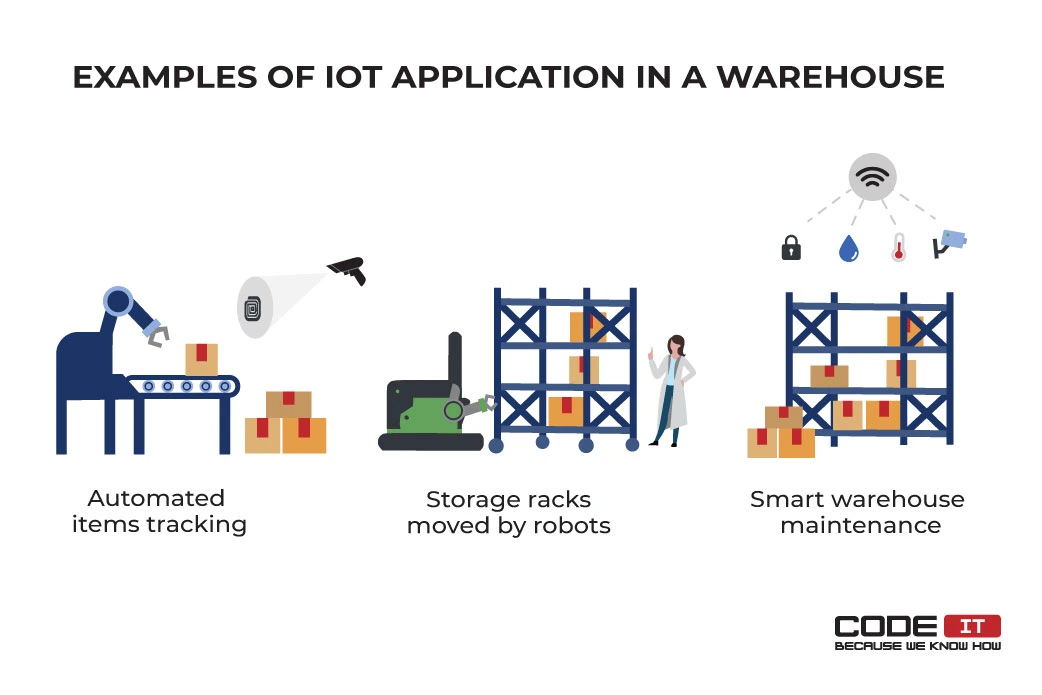 EXAMPLES OF IOT APPLICATION IN A WAREHOUSE
Automated
items tracking
Storage racks
moved by robots
Smart warehouse
maintenance
CODE IT
BECAUSE WE KNOW HOW